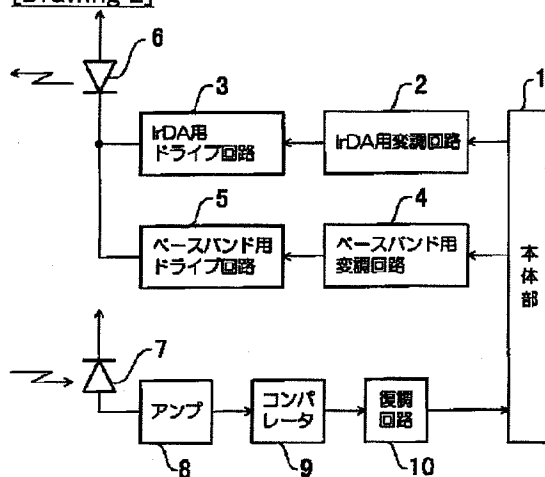 [Drawing 2]
6
3
2
1
IrDA用
ドライブ回路
IrDA用変調回路
5
4
ベースバンド用
ドライブ回路
ベースバンド用
変調回路
本体部
7
アンプ
コンパ
レータ
復調
回路
8
9
10